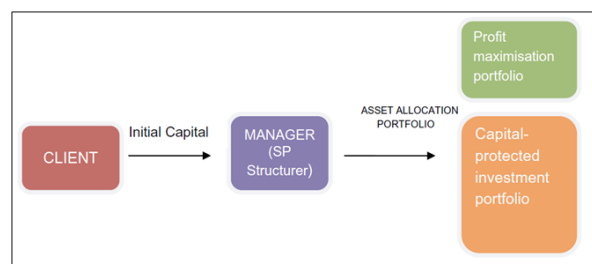 CLIENT
Initial Capital
MANAGER
(SP
Structurer)
ASSET ALLOCATION
PORTFOLIO
Profit
maximisation
portfolio
Capital-
protected
investment
portfolio